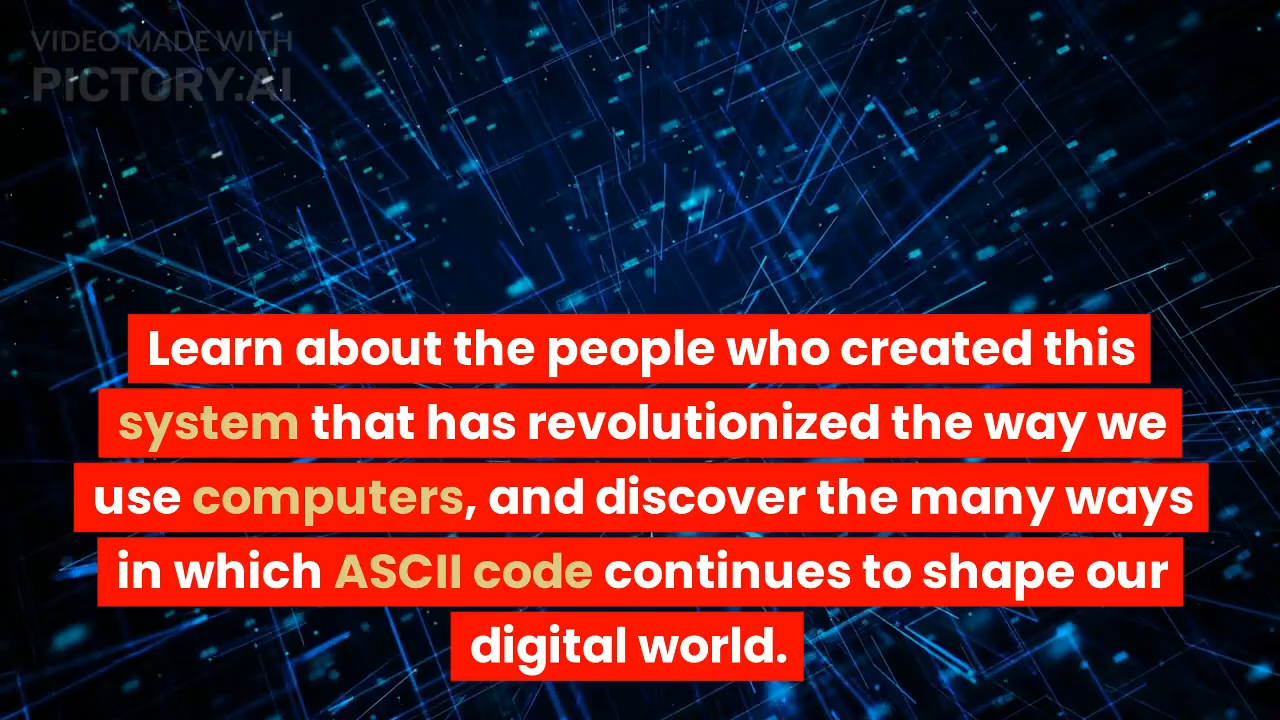 VIDEO MADE WITH
PICTORY.AI
Learn about the people who created this
system that has revolutionized the way we
use computers, and discover the many ways
in which ASCII code continues to shape our
digital world.